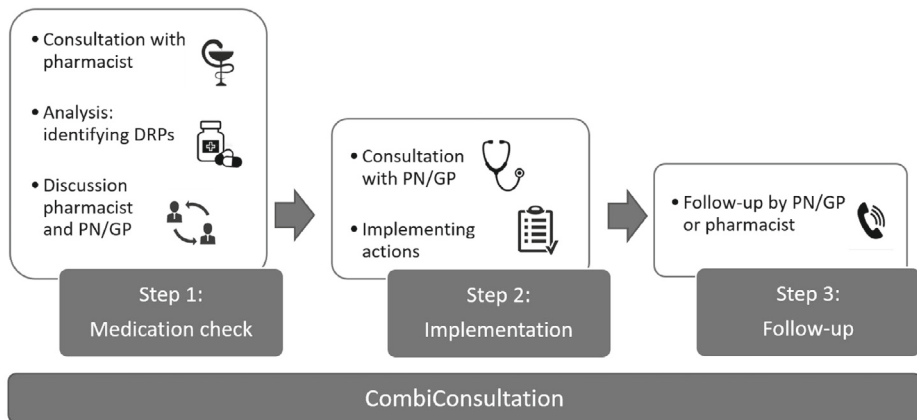 • Consultation with
pharmacist
• Analysis:
identifying DRPs
• Discussion
pharmacist
and PN/GP
Step 1:
Medication check
• Consultation
with PN/GP
• Implementing
actions
Step 2:
Implementation
• Follow-up by PN/GP
or pharmacist
Step 3:
Follow-up
CombiConsultation